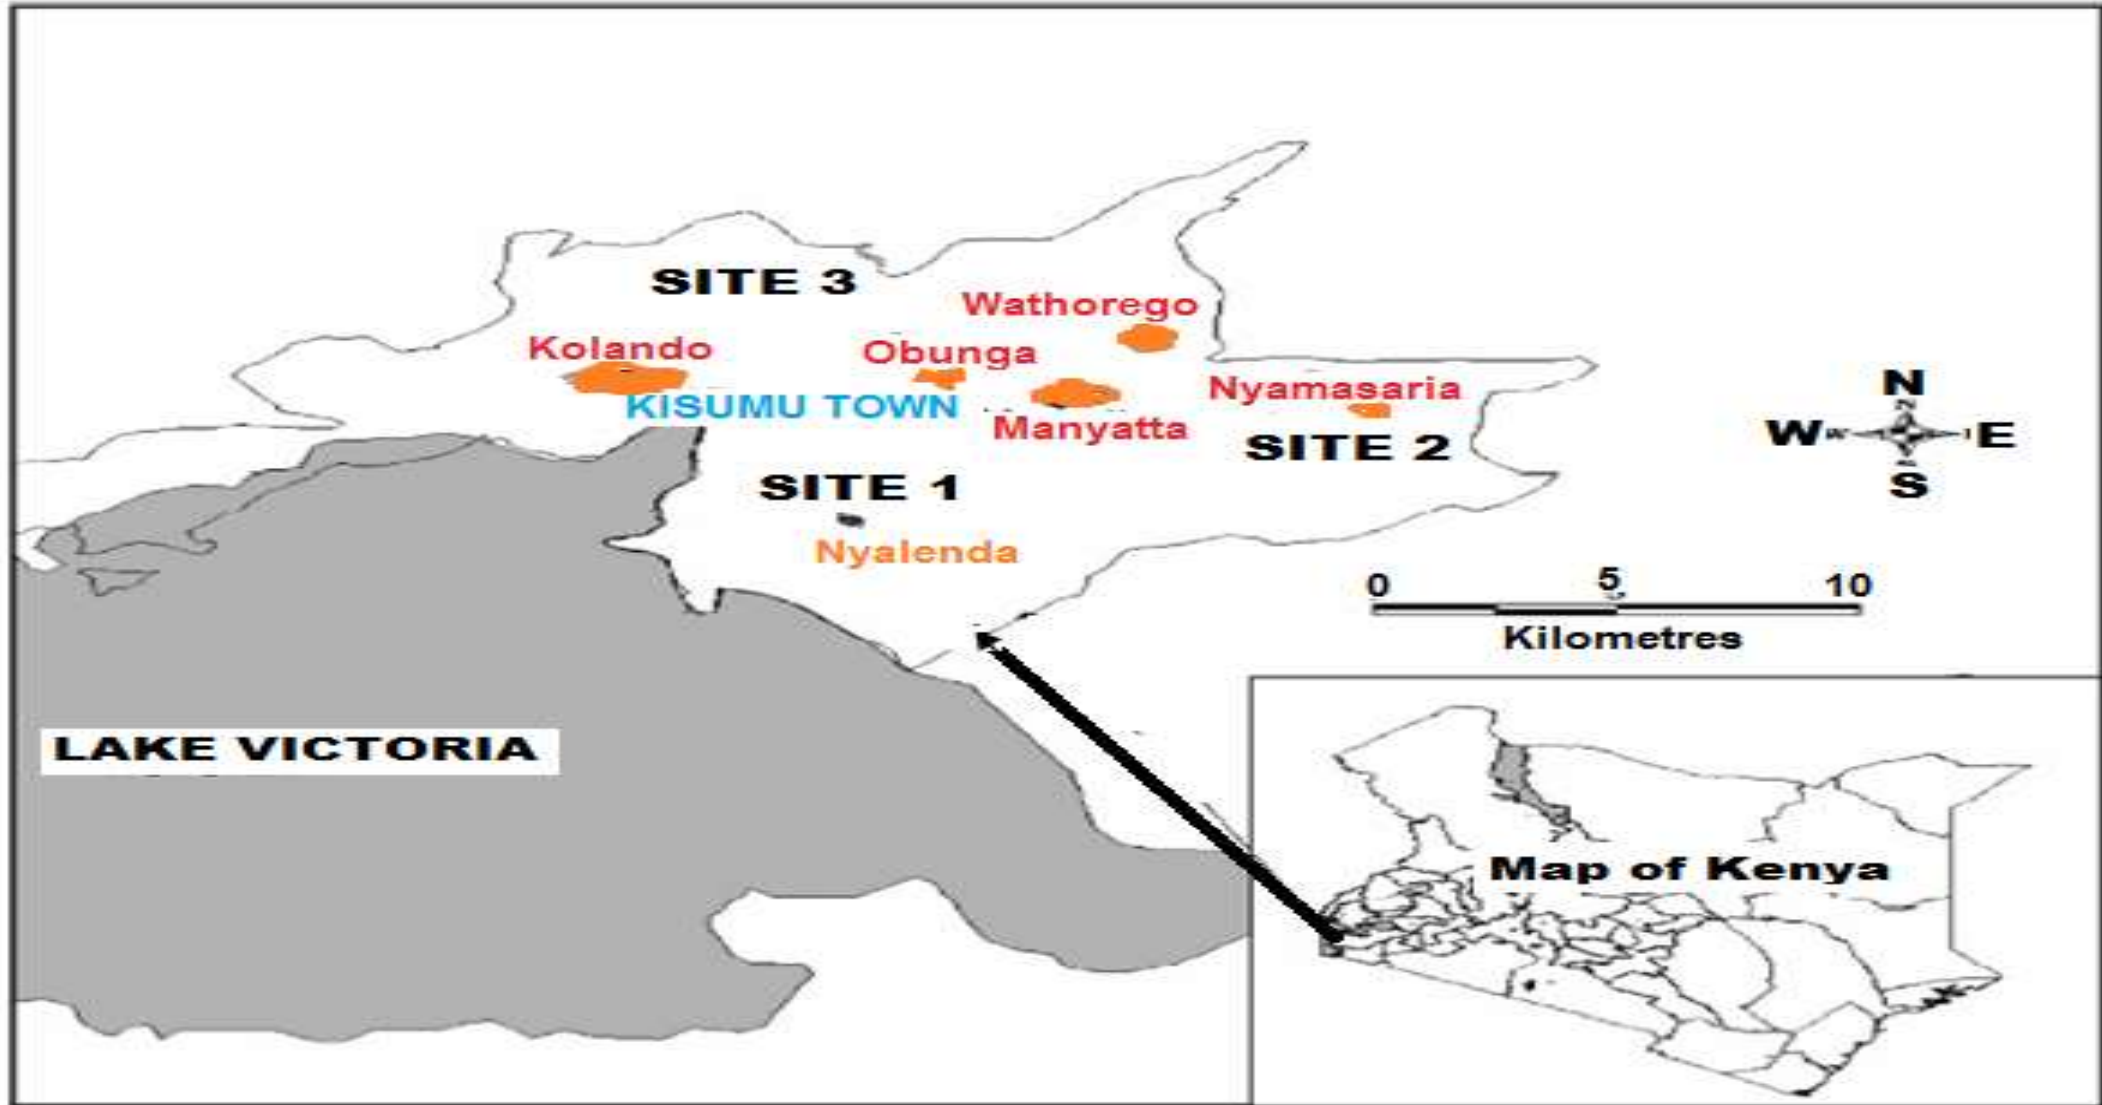 SITE 3
Wathorego
Kolando
Obunga
Nyamasaria
KISUMU TOWN
Manyatta
SITE 2
SITE 1
Nyalenda
N
W E
S
0 5 10
Kilometres
LAKE VICTORIA
Map of Kenya